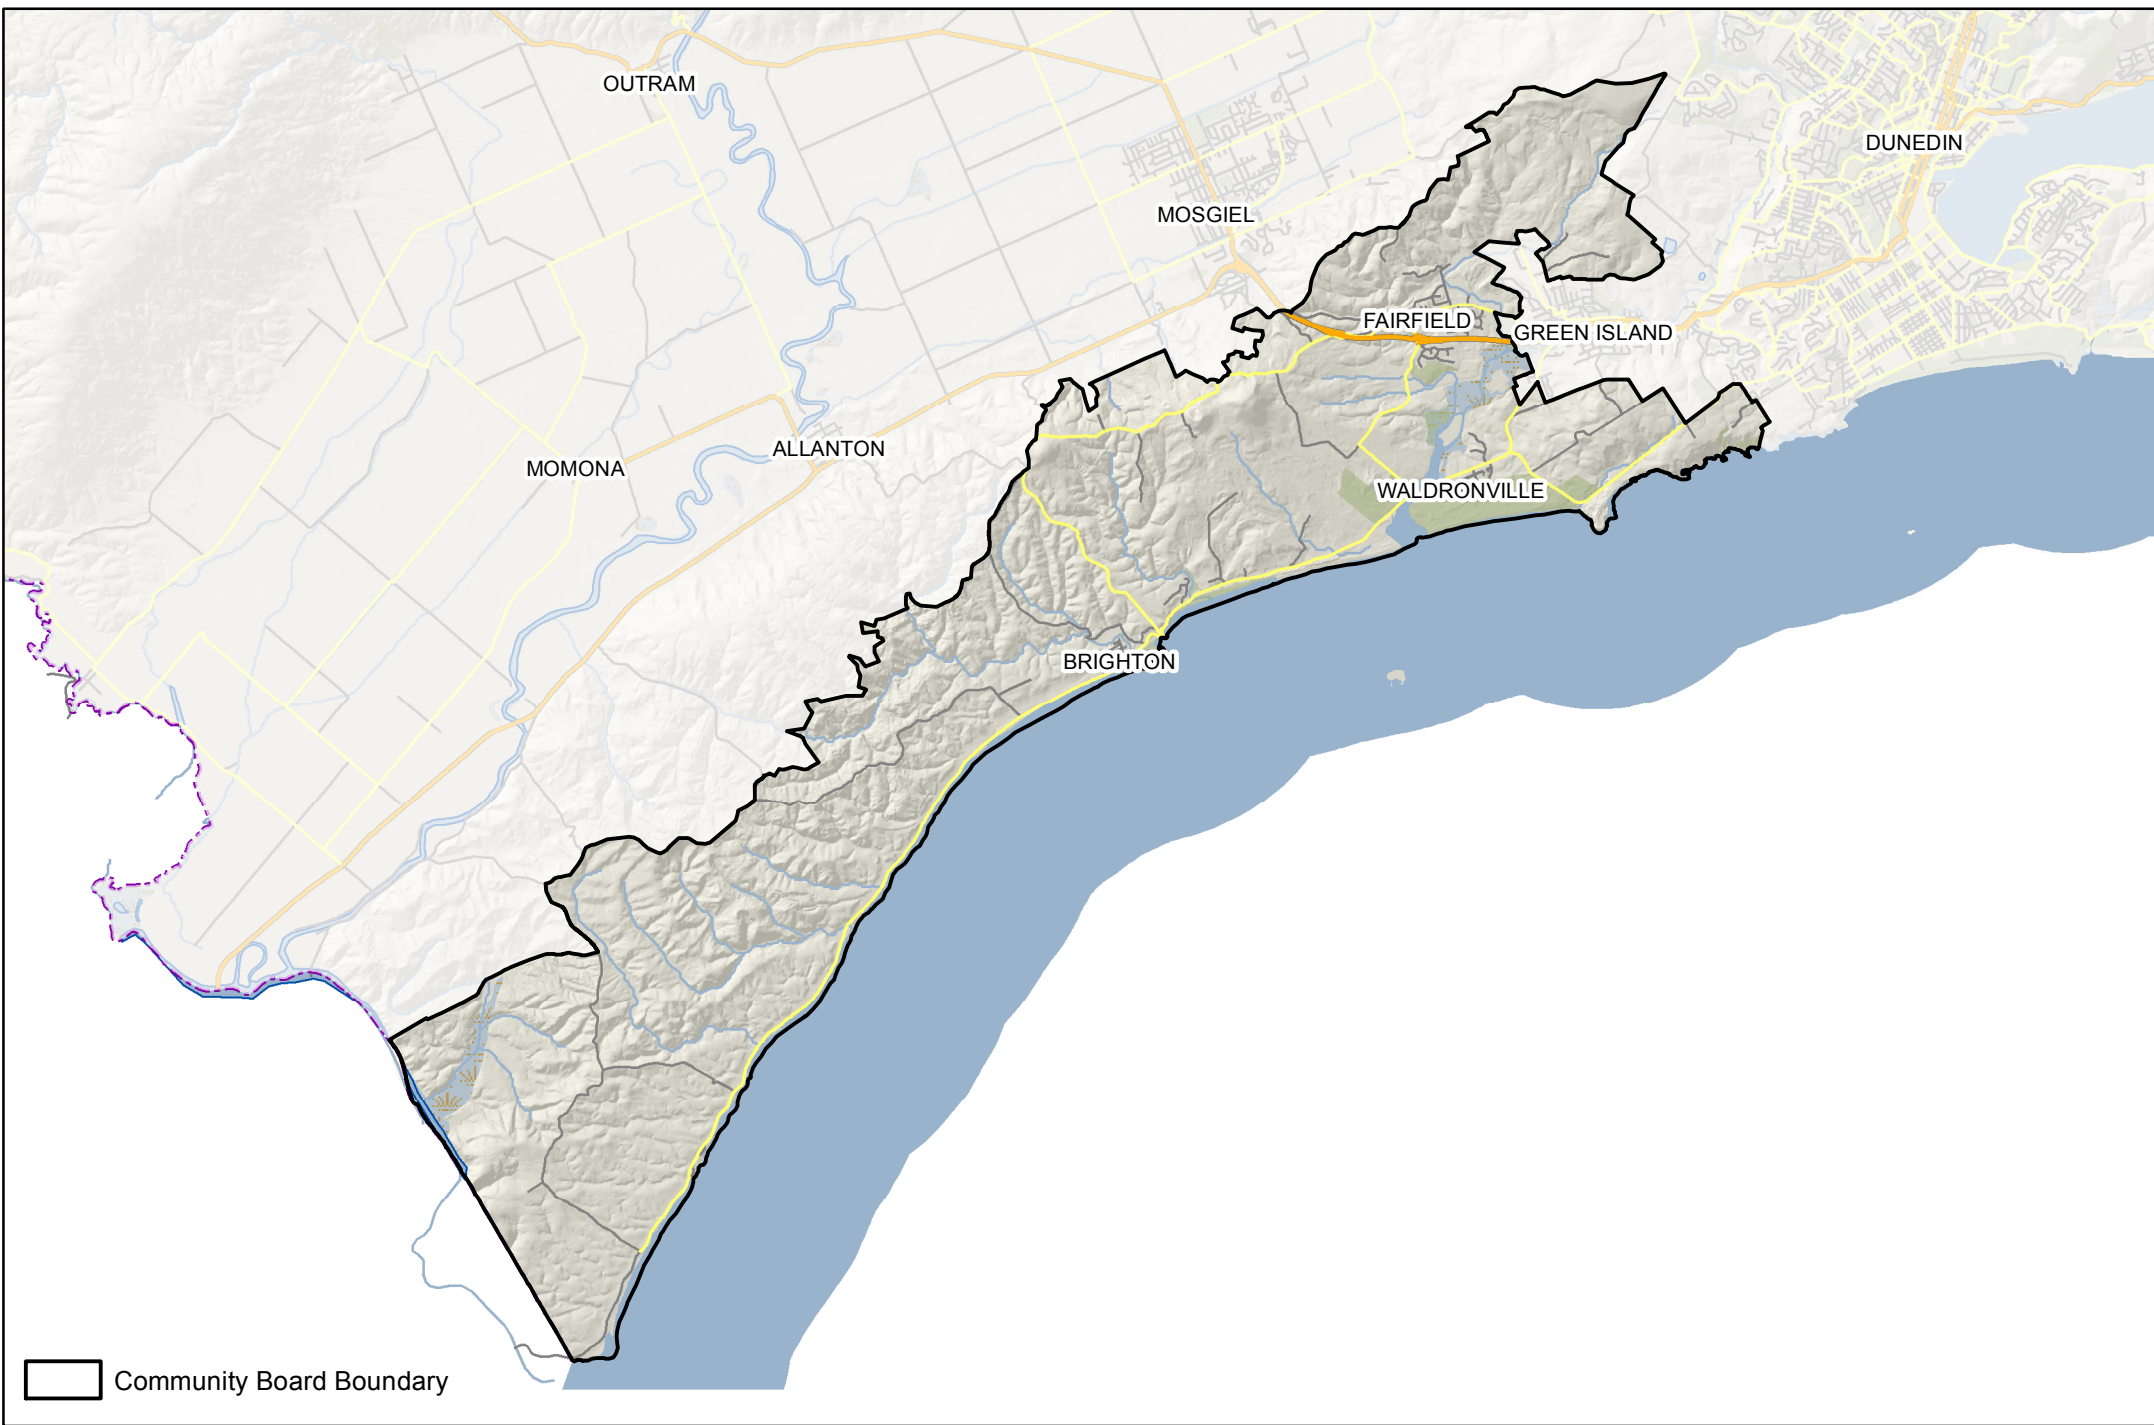 OUTRAM
DUNEDIN
MOSGIEL
FAIRFIELD
GREEN ISLAND
ALLANTON
MOMONA
WALDRONVILLE
BRIGHTON
Community Board Boundary